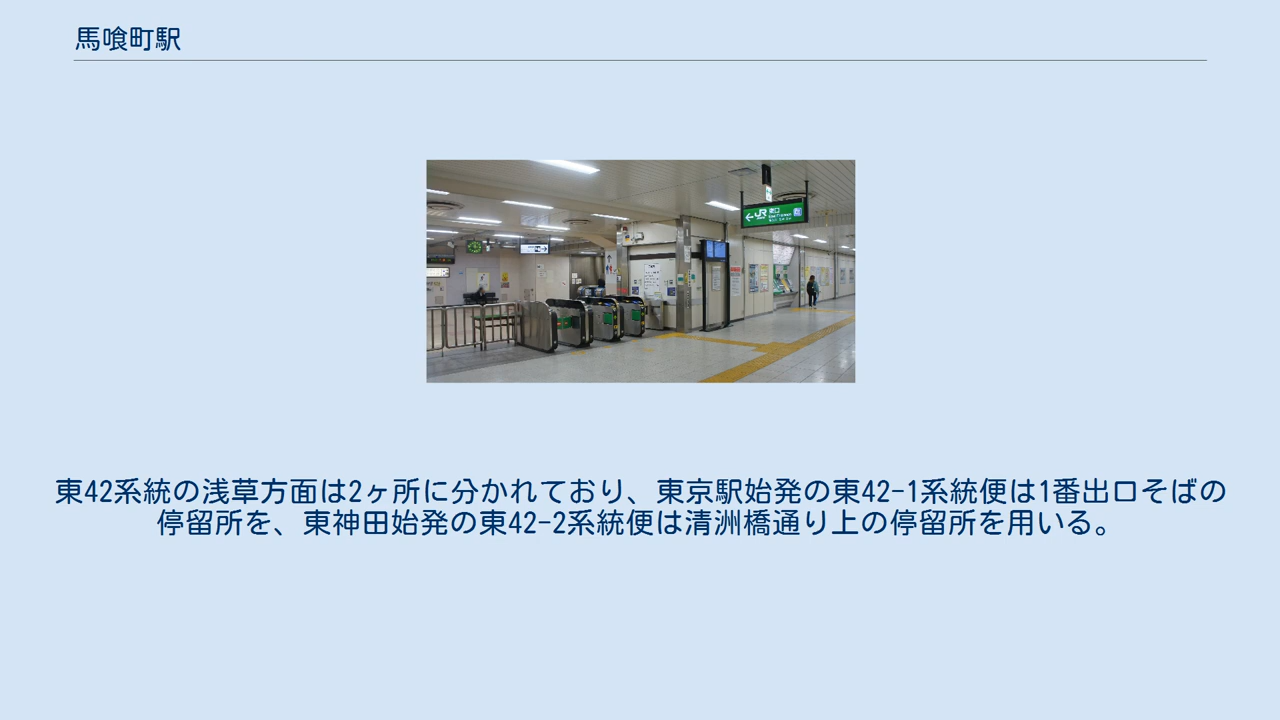 馬喰町駅
JR 東口
東42系統の浅草方面は2ヶ所に分かれており、東京駅始発の東42-1系統便は1番出口そばの
停留所を、東神田始発の東42-2系統便は清洲橋通り上の停留所を用いる。